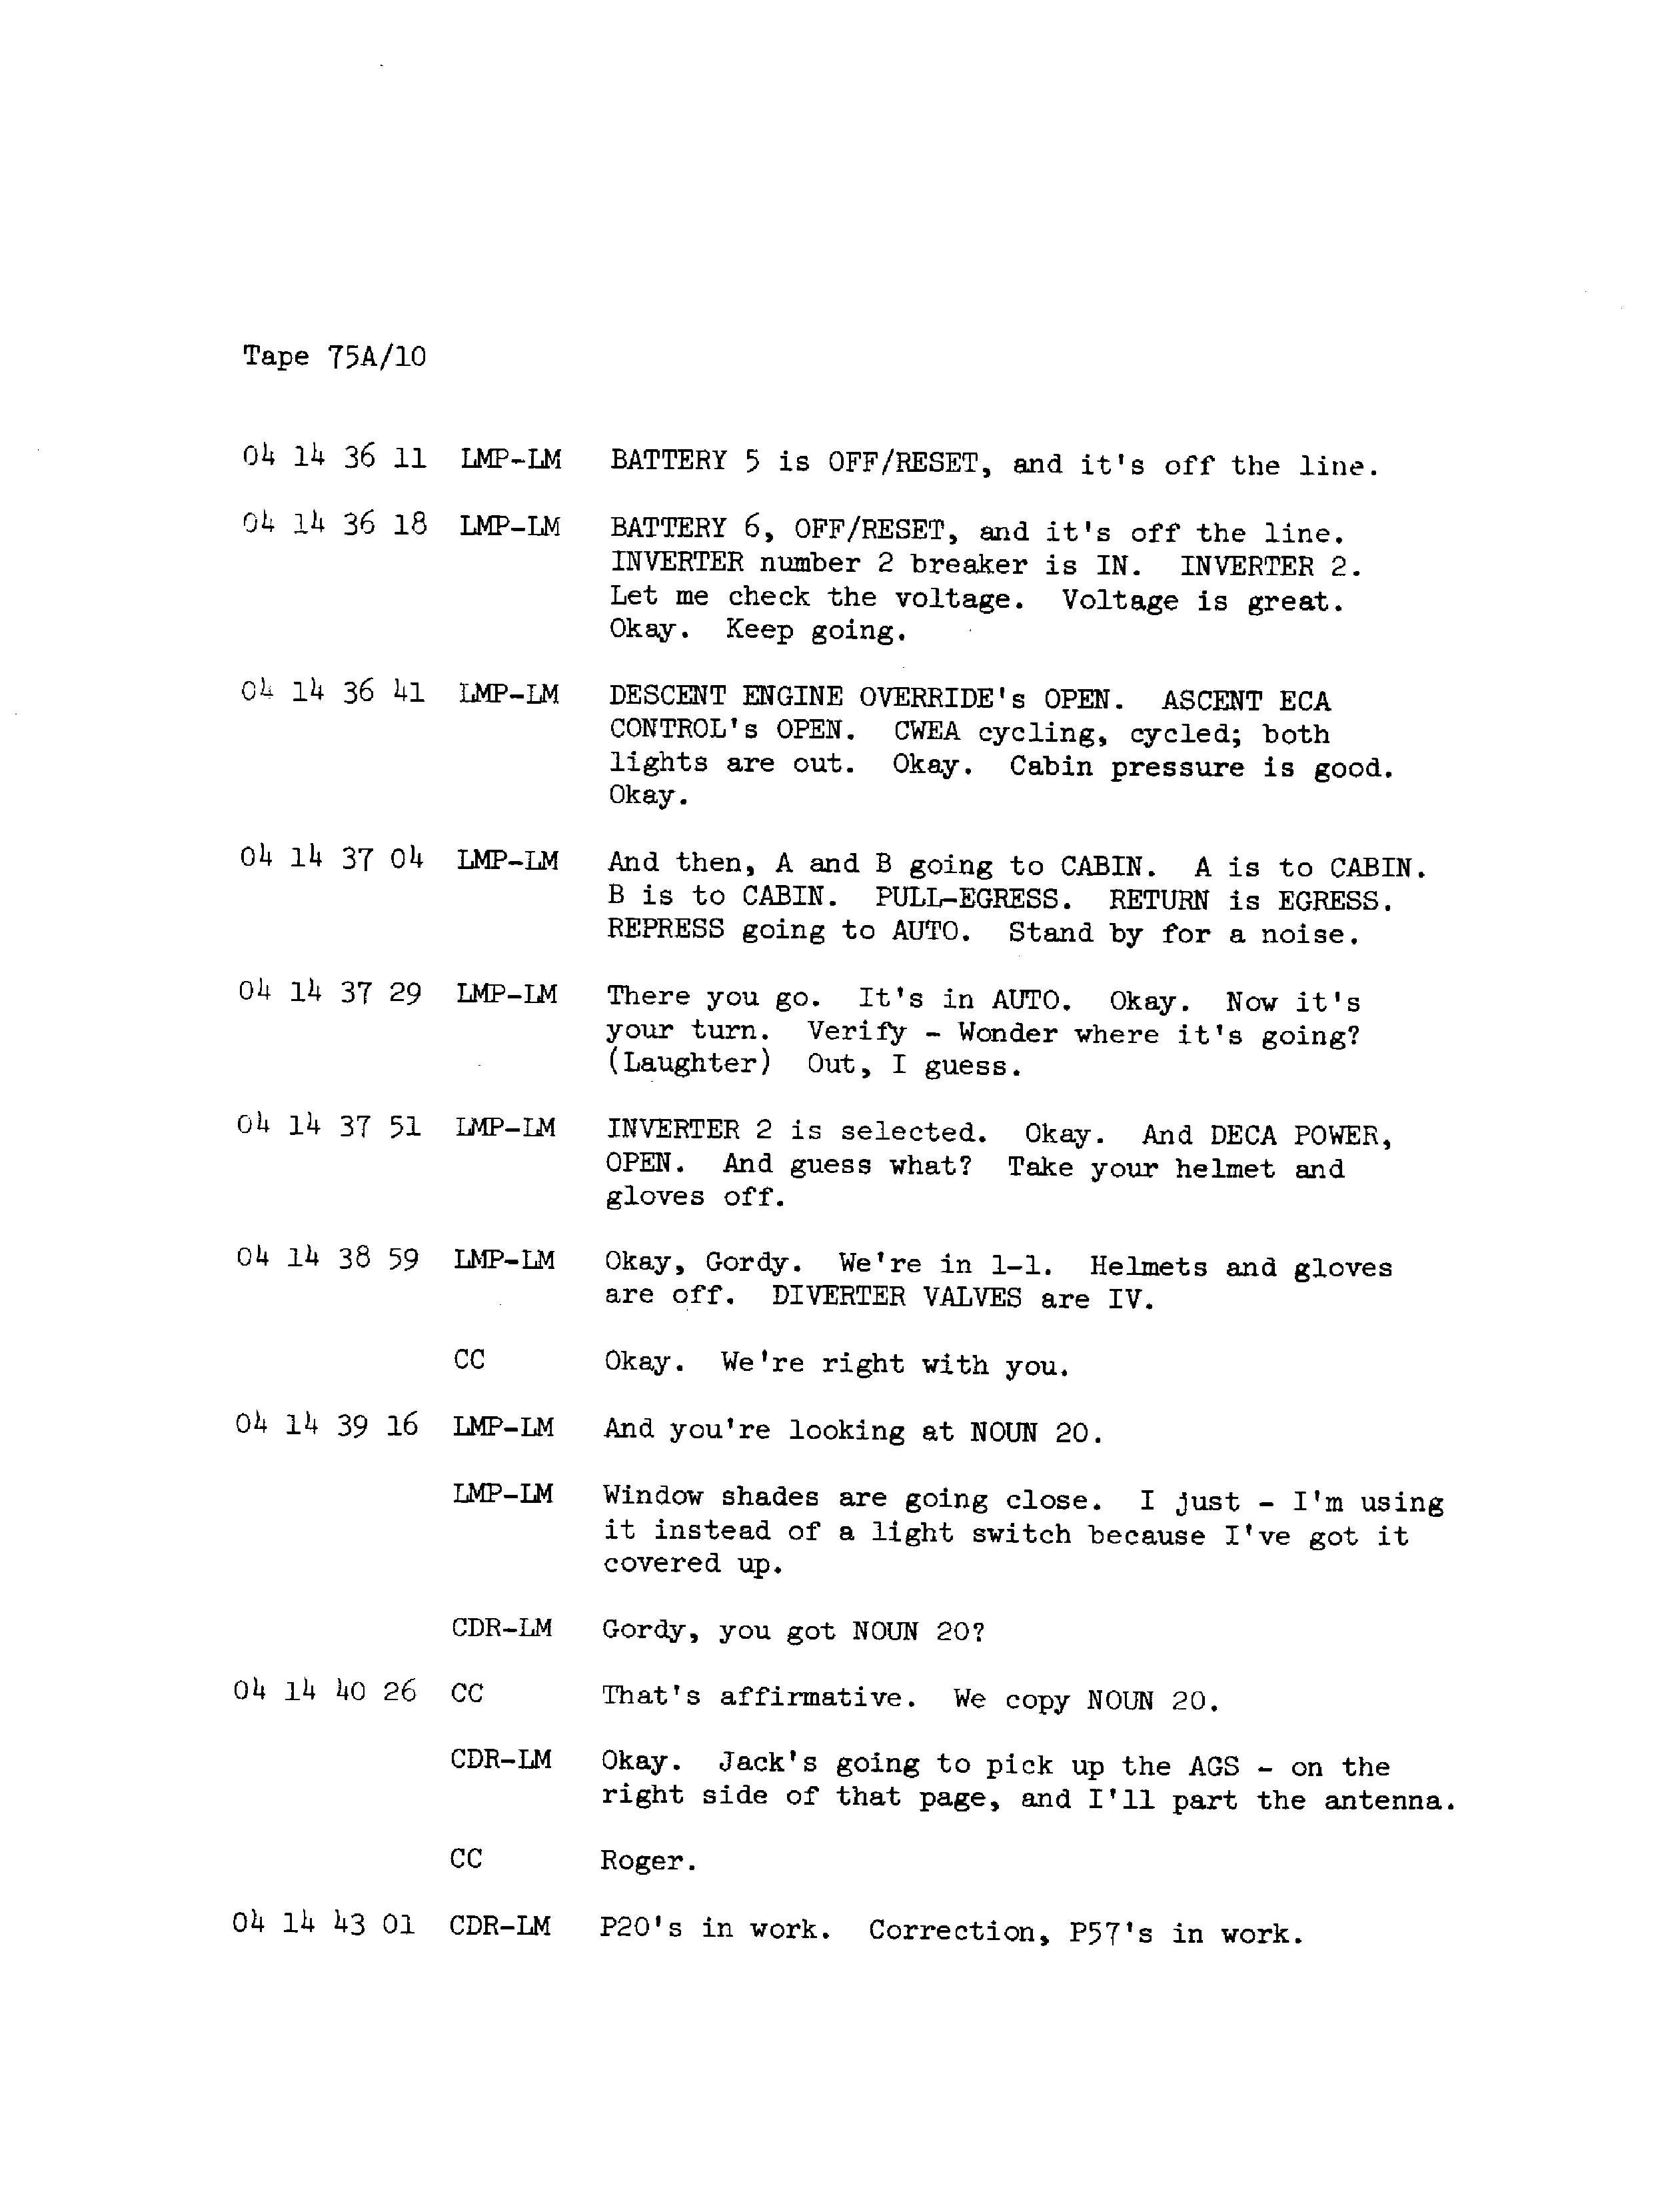 Tape 75A/10
04 14 36 11 LMP-LM BATTERY 5 is OFF/RESET, and it's off the line.
04 14 36 18 LMP-LM BATTERY 6, OFF/RESET, and it's off the line.
INVERTER number 2 breaker is IN. INVERTER 2.
Let me check the voltage. Voltage is great.
Okay. Keep going.
04 14 36 41 LMP-LM DESCENT ENGINE OVERRIDE's OPEN. ASCENT ECA
CONTROL's OPEN. CWEA cycling, cycled; both
lights are out. Okay. Cabin pressure is good.
Okay.
04 14 37 04 LMP-LM And then, A and B going to CABIN. A is to CABIN.
B is to CABIN. PULL-EGRESS. RETURN is EGRESS.
REPRESS going to AUTO. Stand by for a noise.
04 14 37 29 LMP-LM There you go. It's in AUTO. Okay. Now it's
your turn. Verify - Wonder where it's going?
(Laughter) Out, I guess.
04 14 37 51 LMP-LM INVERTER 2 is selected. Okay. And DECA POWER,
OPEN. And guess what? Take your helmet and
gloves off.
04 14 38 59 LMP-LM Okay, Gordy. We're in 1-1. Helmets and gloves
are off. DIVERTER VALVES are IV.
CC Okay. We're right with you.
04 14 39 16 LMP-LM And you're looking at NOUN 20.
LMP-LM Window shades are going close. I just - I'm using
it instead of a light switch because I've got it
covered up.
CDR-LM Gordy, you got NOUN 20?
04 14 40 26 CC That's affirmative. We copy NOUN 20.
CDR-LM Okay. Jack's going to pick up the AGS - on the
right side of that page, and I'll part the antenna.
CC Roger.
04 14 43 01 CDR-LM P20's in work. Correction, P57's in work.